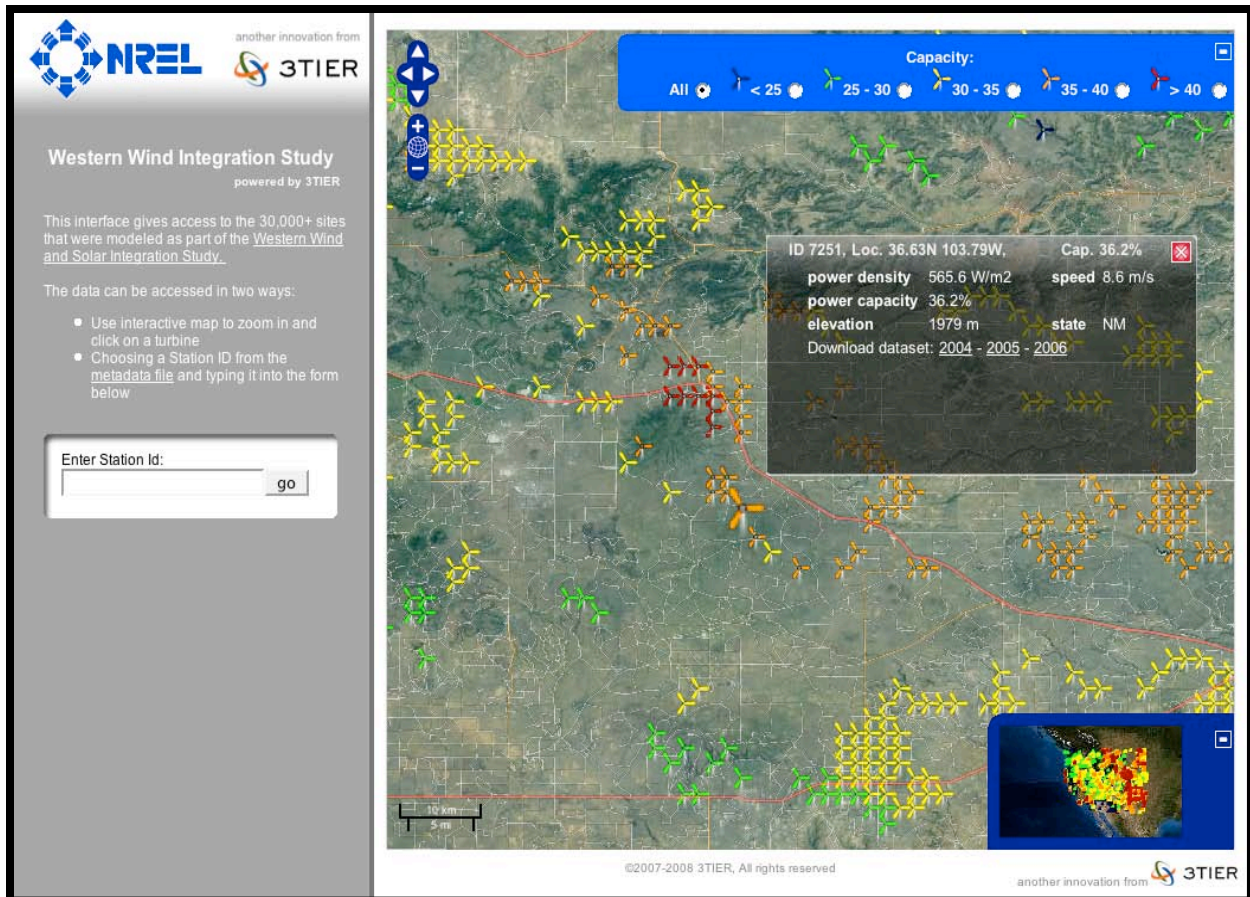 NREL
another innovation from
3TIER
Western Wind Integration Study
powered by 3TIER
This interface gives access to the 30,000+ sites
that were modeled as part of the Western Wind
and Solar Integration Study.
The data can be accessed in two ways:
Use interactive map to zoom in and
click on a turbine
Choosing a Station ID from the
metadata file and typing it into the form
below
Enter Station Id:
go
Capacity:
All < 25 25 - 30 30 - 35 35 - 40 > 40
ID 7251, Loc. 36.63N 103.79W, Cap. 36.2%
power density 565.6 W/m2 speed 8.6 m/s
power capacity 36.2%
elevation 1979 m state NM
Download dataset: 2004 - 2005 - 2006
10 km
5 mi
©2007-2008 3TIER, All rights reserved
another innovation from 3TIER